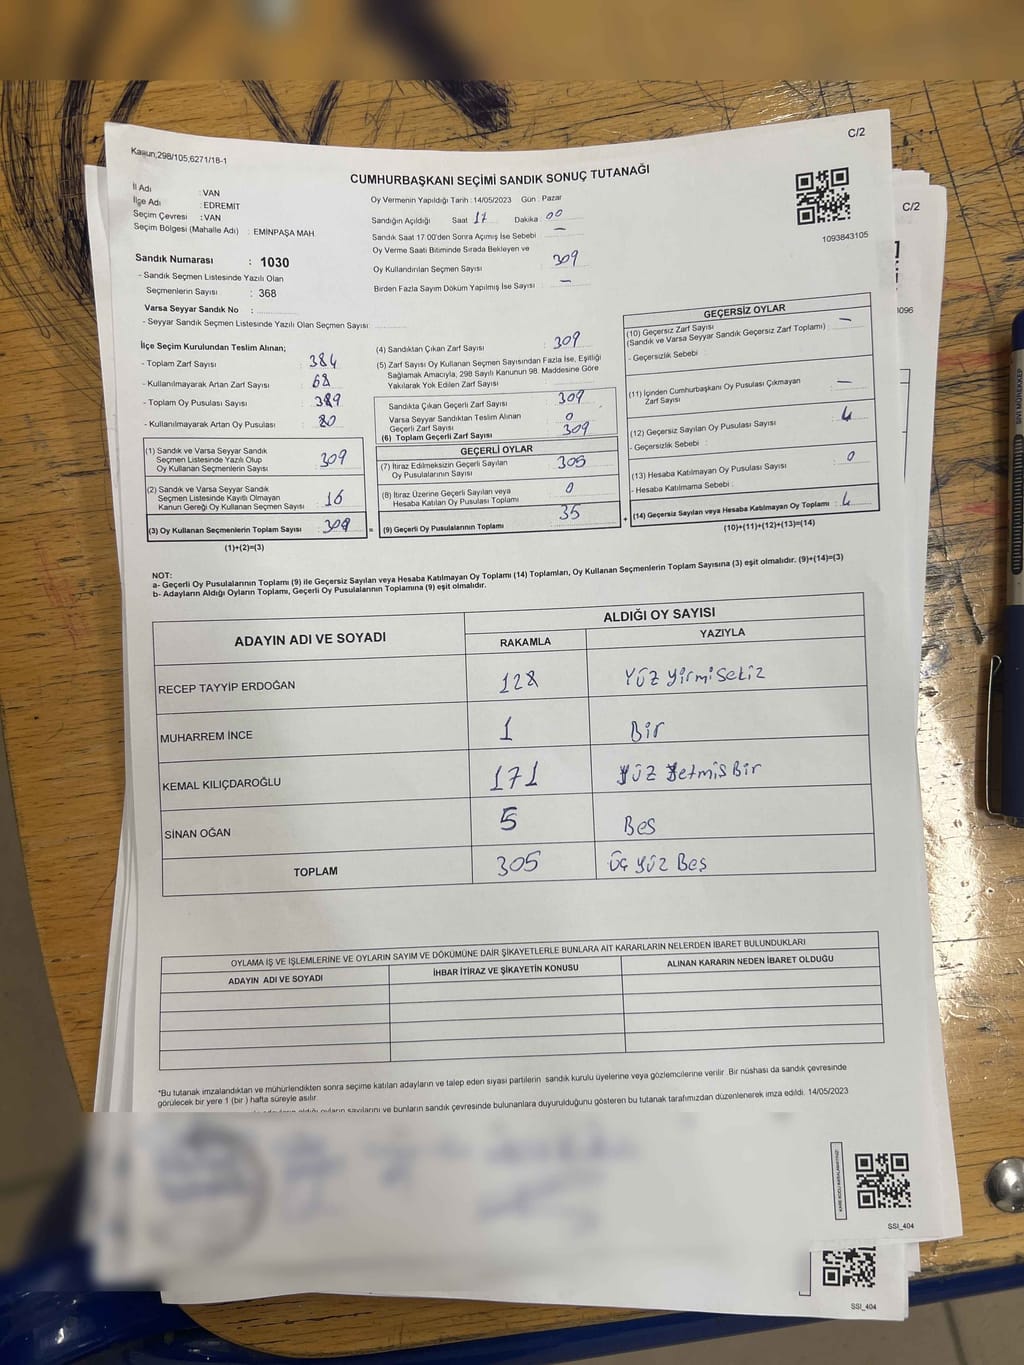 C/2
Kanun;298/105,6271/18-1
CUMHURBAŞKANI SEÇİMİ SANDIK SONUÇ TUTANAĞI
İl Adı : VAN
İlçe Adı : EDREMIT
Seçim Çevresi : VAN
Seçim Bölgesi (Mahalle Adı) : EMİNPAŞA MAH.
Oy Vermenin Yapıldığı Tarih : 14/05/2023 Gün : Pazar
Sandığın Açıldığı Saat 17 Dakika : 00
Sandık Saat 17:00'den Sonra Açımış İse Sebebi : –
Oy Verme Saati Bitiminde Sırada Bekleyen ve
Oy Kullandırılan Seçmen Sayısı : 309
Birden Fazla Sayım Döküm Yapılmış İse Sayısı : –
1093843105
C/2
1096
Sandık Numarası : 1030
- Sandık Seçmen Listesinde Yazılı Olan
Seçmenlerin Sayısı : 368
Varsa Seyyar Sandık No :
- Seyyar Sandık Seçmen Listesinde Yazılı Olan Seçmen Sayısı:
İlçe Seçim Kurulundan Teslim Alınan;
- Toplam Zarf Sayısı : 384
- Kullanılmayarak Artan Zarf Sayısı : 68
- Toplam Oy Pusulası Sayısı : 389
- Kullanılmayarak Artan Oy Pusulası : 80
(1) Sandık ve Varsa Seyyar Sandık
Seçmen Listesinde Yazılı Olup
Oy Kullanan Seçmenlerin Sayısı : 309
(2) Sandık ve Varsa Seyyar Sandık
Seçmen Listesinde Kayıtlı Olmayan
Kanun Gereği Oy Kullanan Seçmen Sayısı : 16
(3) Oy Kullanan Seçmenlerin Toplam Sayısı : 309 =
(1)+(2)=(3)
(4) Sandıktan Çıkan Zarf Sayısı : 309
(5) Zarf Sayısı Oy Kullanan Seçmen Sayısından Fazla İse, Eşitliği
Sağlamak Amacıyla, 298 Sayılı Kanunun 98. Maddesine Göre
Yakılarak Yok Edilen Zarf Sayısı :
Sandıkta Çıkan Geçerli Zarf Sayısı : 309
Varsa Seyyar Sandıktan Teslim Alınan
Geçerli Zarf Sayısı : 0
(6) Toplam Geçerli Zarf Sayısı : 309
GEÇERLİ OYLAR
(7) İtiraz Edilmeksizin Geçerli Sayılan
Oy Pusulalarının Sayısı : 305
(8) İtiraz Üzerine Geçerli Sayılan veya
Hesaba Katılan Oy Pusulası Toplamı : 0
(9) Geçerli Oy Pusulalarının Toplamı : 35 +
GEÇERSİZ OYLAR
(10) Geçersiz Zarf Sayısı : –
(Sandık ve Varsa Seyyar Sandık Geçersiz Zarf Toplamı)
- Geçersizlik Sebebi :
(11) İçinden Cumhurbaşkanı Oy Pusulası Çıkmayan
Zarf Sayısı : –
(12) Geçersiz Sayılan Oy Pusulası Sayısı : 4
- Geçersizlik Sebebi :
(13) Hesaba Katılmayan Oy Pusulası Sayısı : 0
- Hesaba Katılmama Sebebi :
(14) Geçersiz Sayılan veya Hesaba Katılmayan Oy Toplamı : 4
(10)+(11)+(12)+(13)=(14)
NOT:
a- Geçerli Oy Pusulalarının Toplamı (9) ile Geçersiz Sayılan veya Hesaba Katılmayan Oy Toplamı (14) Toplamları, Oy Kullanan Seçmenlerin Toplam Sayısına (3) eşit olmalıdır. (9)+(14)=(3)
b- Adayların Aldığı Oyların Toplamı, Geçerli Oy Pusulalarının Toplamına (9) eşit olmalıdır.
ADAYIN ADI VE SOYADI ALDIĞI OY SAYISI
RAKAMLA YAZIYLA
RECEP TAYYİP ERDOĞAN 128 Yüz yirmi Sekiz
MUHARREM İNCE 1 Bir
KEMAL KILIÇDAROĞLU 171 Yüz Yetmis Bir
SİNAN OĞAN 5 Bes
TOPLAM 305 Üç yüz Beş
OYLAMA İŞ VE İŞLEMLERİNE VE OYLARIN SAYIM VE DÖKÜMÜNE DAİR ŞİKAYETLERLE BUNLARA AİT KARARLARIN NELERDEN İBARET BULUNDUKLARI
ADAYIN ADI VE SOYADI İHBAR İTİRAZ VE ŞİKAYETİN KONUSU ALINAN KARARIN NEDEN İBARET OLDUĞU
*Bu tutanak imzalandıktan ve mühürlendikten sonra seçime katılan adayların ve talep eden siyasi partilerin sandık kurulu üyelerine veya gözlemcilerine verilir. Bir nüshası da sandık çevresinde
görülecek bir yere 1 (bir ) hafta süreyle asılır.
aldığı oyların sayılarını ve bunların sandık çevresinde bulunanlara duyurulduğunu gösteren bu tutanak tarafımızdan düzenlenerek imza edildi. 14/05/2023
SSI_404
SSI_404
SIVI MÜREKKEP